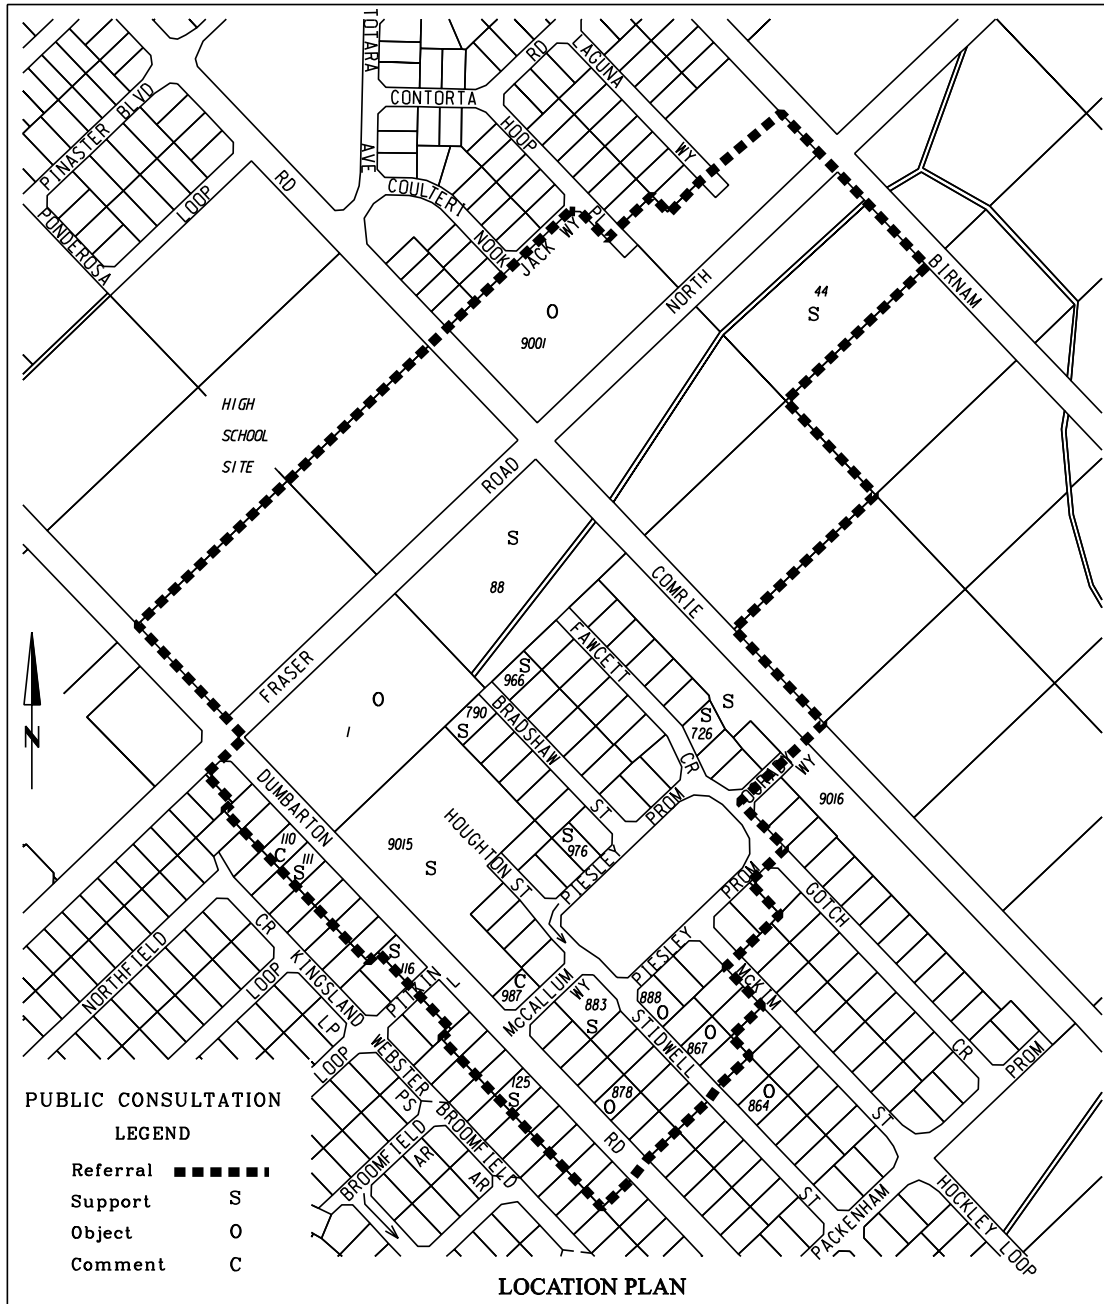 TOTARA
AVE
CONTORTA
RD
LAGUNA
WY
HOOP
PL
PINASTER BLVD
PONDEROSA
LOOP
RD
COULTERI
NOOK
JACK WY
O
9001
NORTH
44
S
BIRNAM
HIGH
SCHOOL
SITE
ROAD
S
88
COMRIE
FRASER
FAWCETT
CR
S
966
790
S
BRADSHAW
ST
S
S
726
O
1
WY
9016
N
DUMBARTON
110
C
111
S
9015
S
HOUGHTON ST
S
976
PIESLEY
PROM
PROM
GOTCH
CR
PROM
NORTHFIELD
CR
LOOP
KINGSLAND
LP
LOOP
S
116
C
987
McCALLUM
WY
883
S
PIESLEY
888
O
O
867
McKIM
ST
STIDWELL
ST
O
864
878
O
RD
125
S
WEBSTER
PS
BROOMFIELD
AR
BROOMFIELD
AR
PACKENHAM
HOCKLEY LOOP
PUBLIC CONSULTATION
LEGEND
Referral
Support S
Object O
Comment C
LOCATION PLAN